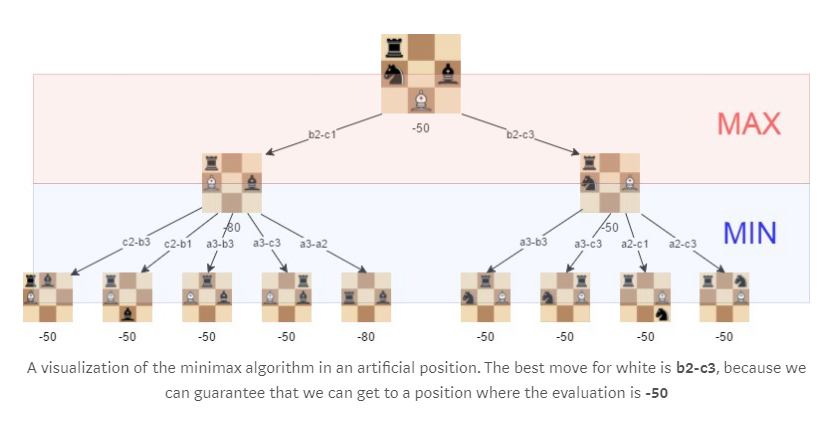 b2-c1
-50
b2-c3
MAX
-80
-50
c2-b3
c2-b1
a3-b3
a3-c3
a3-a2
a3-b3
a3-c3
a2-c1
a2-c3
MIN
-50
-50
-50
-50
-80
-50
-50
-50
-50
A visualization of the minimax algorithm in an artificial position. The best move for white is b2-c3, because we
can guarantee that we can get to a position where the evaluation is -50